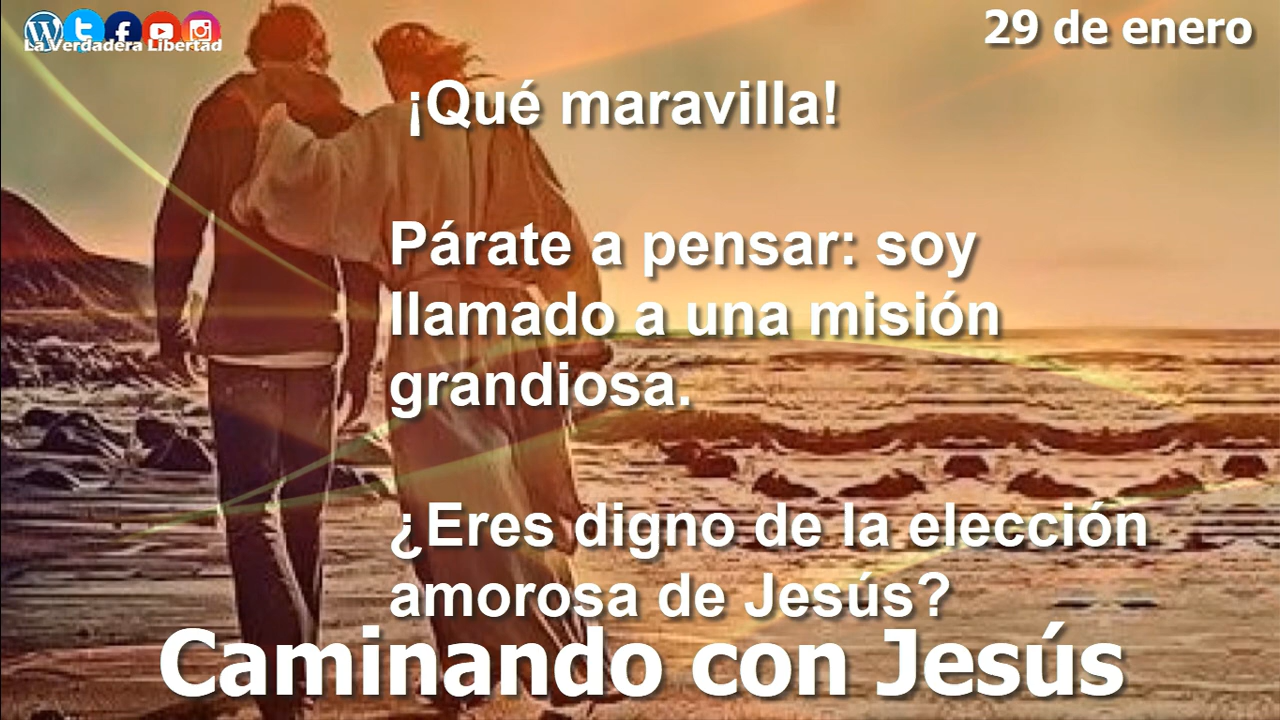 La Verdadera Libertad
29 de enero
¡Qué maravilla!
Párate a pensar: soy
llamado a una misión
grandiosa.
¿Eres digno de la elección
amorosa de Jesús?
Caminando con Jesús